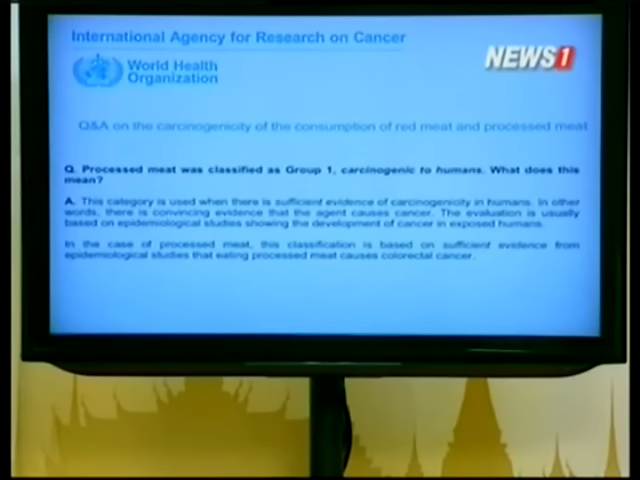 International Agency for Research on Cancer
World Health
Organization
NEWS1
Q&A on the carcinogenicity of the consumption of red meat and processed meat
Q. Processed meat was classified as Group 1, carcinogenic to humans. What does this
mean?
A. This category is used when there is sufficient evidence of carcinogenicity in humans. In other
words, there is convincing evidence that the agent causes cancer. The evaluation is usually
based on epidemiological studies showing the development of cancer in exposed humans.
In the case of processed meat, this classification is based on sufficient evidence from
epidemiological studies that eating processed meat causes colorectal cancer.